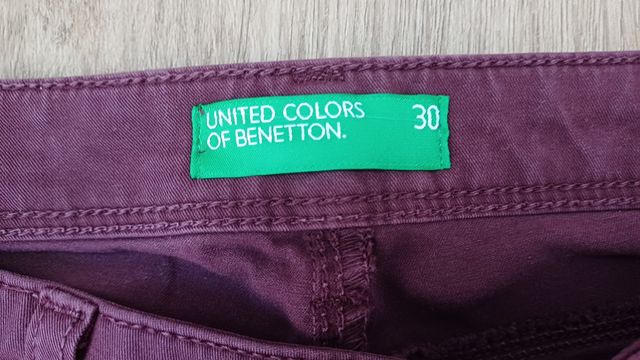 UNITED COLORS 30
OF BENETTON.